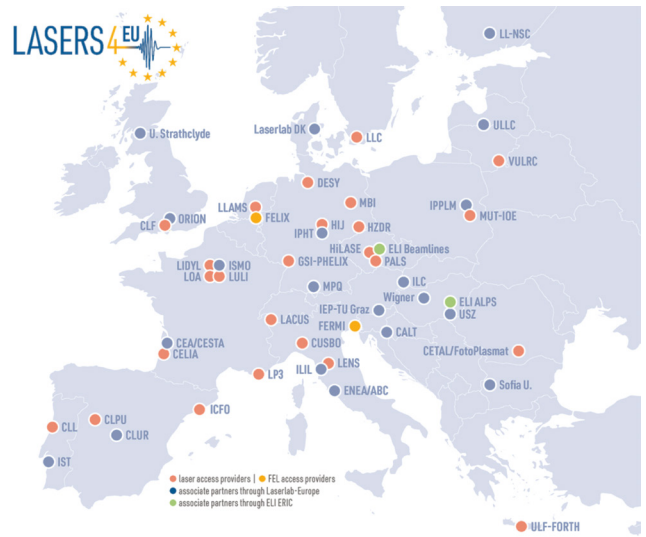 LASERS4EU
LL-NSC
U. Strathclyde
Laserlab DK
LLC
ULLC
VULRC
DESY
LLAMS
FELIX
MBI
IPPLM
MUT-IOE
ORION
CLF
HIJ
IPHT
HZDR
HiLASE
ELI Beamlines
PALS
LIDYL
ISMO
LOA
LULI
GSI-PHELIX
MPQ
ILC
Wigner
ELI ALPS
USZ
IEP-TU Graz
LACUS
FERMI
CALT
CEA/CESTA
CELIA
CUSBO
CETAL/FotoPlasmat
LP3
ILIL
LENS
ENEA/ABC
Sofia U.
ICFO
CLPU
CLL
CLUR
IST
laser access providers | FEL access providers
associate partners through Laserlab-Europe
associate partners through ELI ERIC
ULF-FORTH